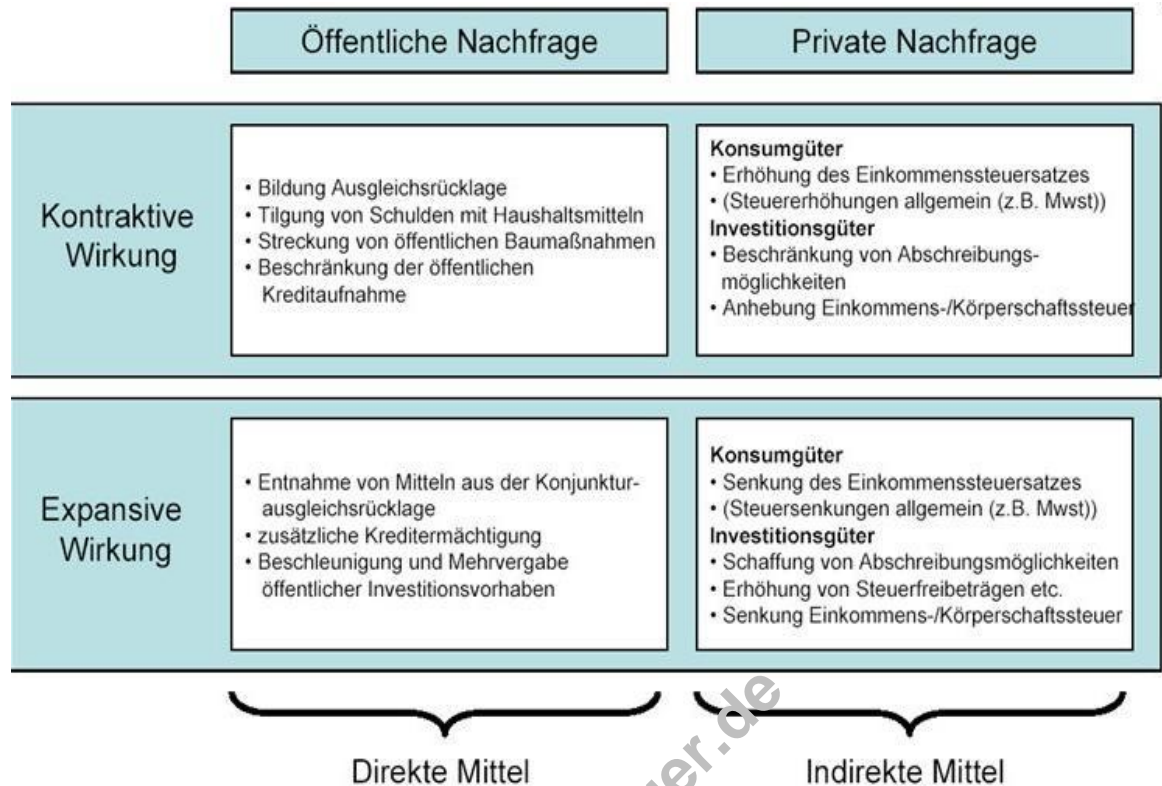 Öffentliche Nachfrage
Private Nachfrage
Kontraktive
Wirkung
• Bildung Ausgleichsrücklage
• Tilgung von Schulden mit Haushaltsmitteln
• Streckung von öffentlichen Baumaßnahmen
• Beschränkung der öffentlichen
Kreditaufnahme
Konsumgüter
• Erhöhung des Einkommenssteuersatzes
• (Steuererhöhungen allgemein (z.B. Mwst))
Investitionsgüter
• Beschränkung von Abschreibungs-
möglichkeiten
• Anhebung Einkommens-/Körperschaftssteuer
Expansive
Wirkung
• Entnahme von Mitteln aus der Konjunktur-
ausgleichsrücklage
• zusätzliche Kreditermächtigung
• Beschleunigung und Mehrvergabe
öffentlicher Investitionsvorhaben
Konsumgüter
• Senkung des Einkommenssteuersatzes
• (Steuersenkungen allgemein (z.B. Mwst))
Investitionsgüter
• Schaffung von Abschreibungsmöglichkeiten
• Erhöhung von Steuerfreibeträgen etc.
• Senkung Einkommens-/Körperschaftssteuer
Direkte Mittel
Indirekte Mittel